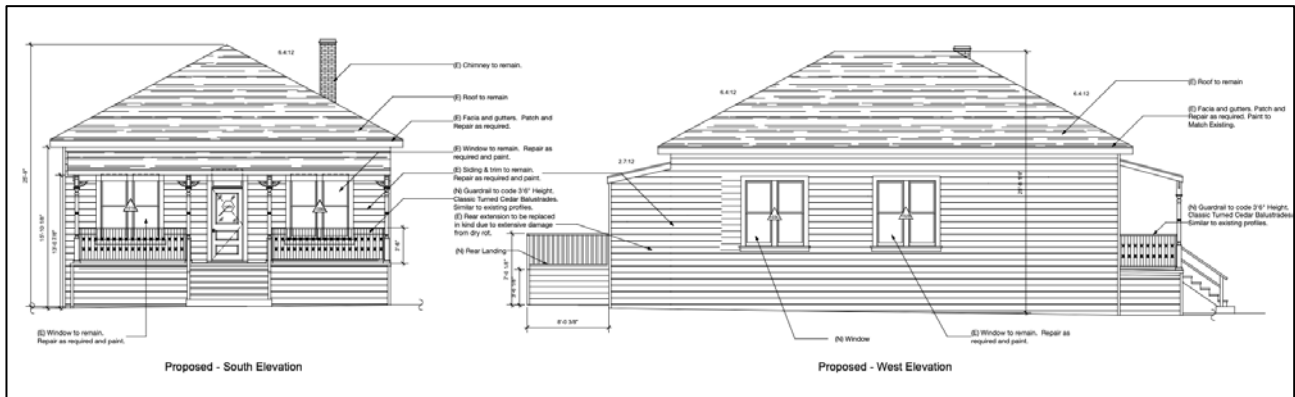 6.4:12
(E) Chimney to remain.
(E) Roof to remain
(E) Facia and gutters. Patch and
Repair as required.
(E) Window to remain. Repair as
required and paint.
(E) Siding & trim to remain.
Repair as required and paint.
(N) Guardrail to code 3'6" Height,
Classic Turned Cedar Balustrades.
Similar to existing profiles.
(E) Rear extension to be replaced
in kind due to extensive damage
from dry rot.
(N) Rear Landing
3'-6"
(E) Window to remain.
Repair as required and paint.
Proposed - South Elevation
6.4:12
6.4:12
2.7:12
(E) Roof to remain
(E) Facia and gutters. Patch and
Repair as required. Paint to
Match Existing.
(N) Guardrail to code 3'6" Height,
Classic Turned Cedar Balustrades
Similar to existing profiles.
8'-0 3/8"
(N) Window
(E) Window to remain. Repair as
required and paint.
Proposed - West Elevation